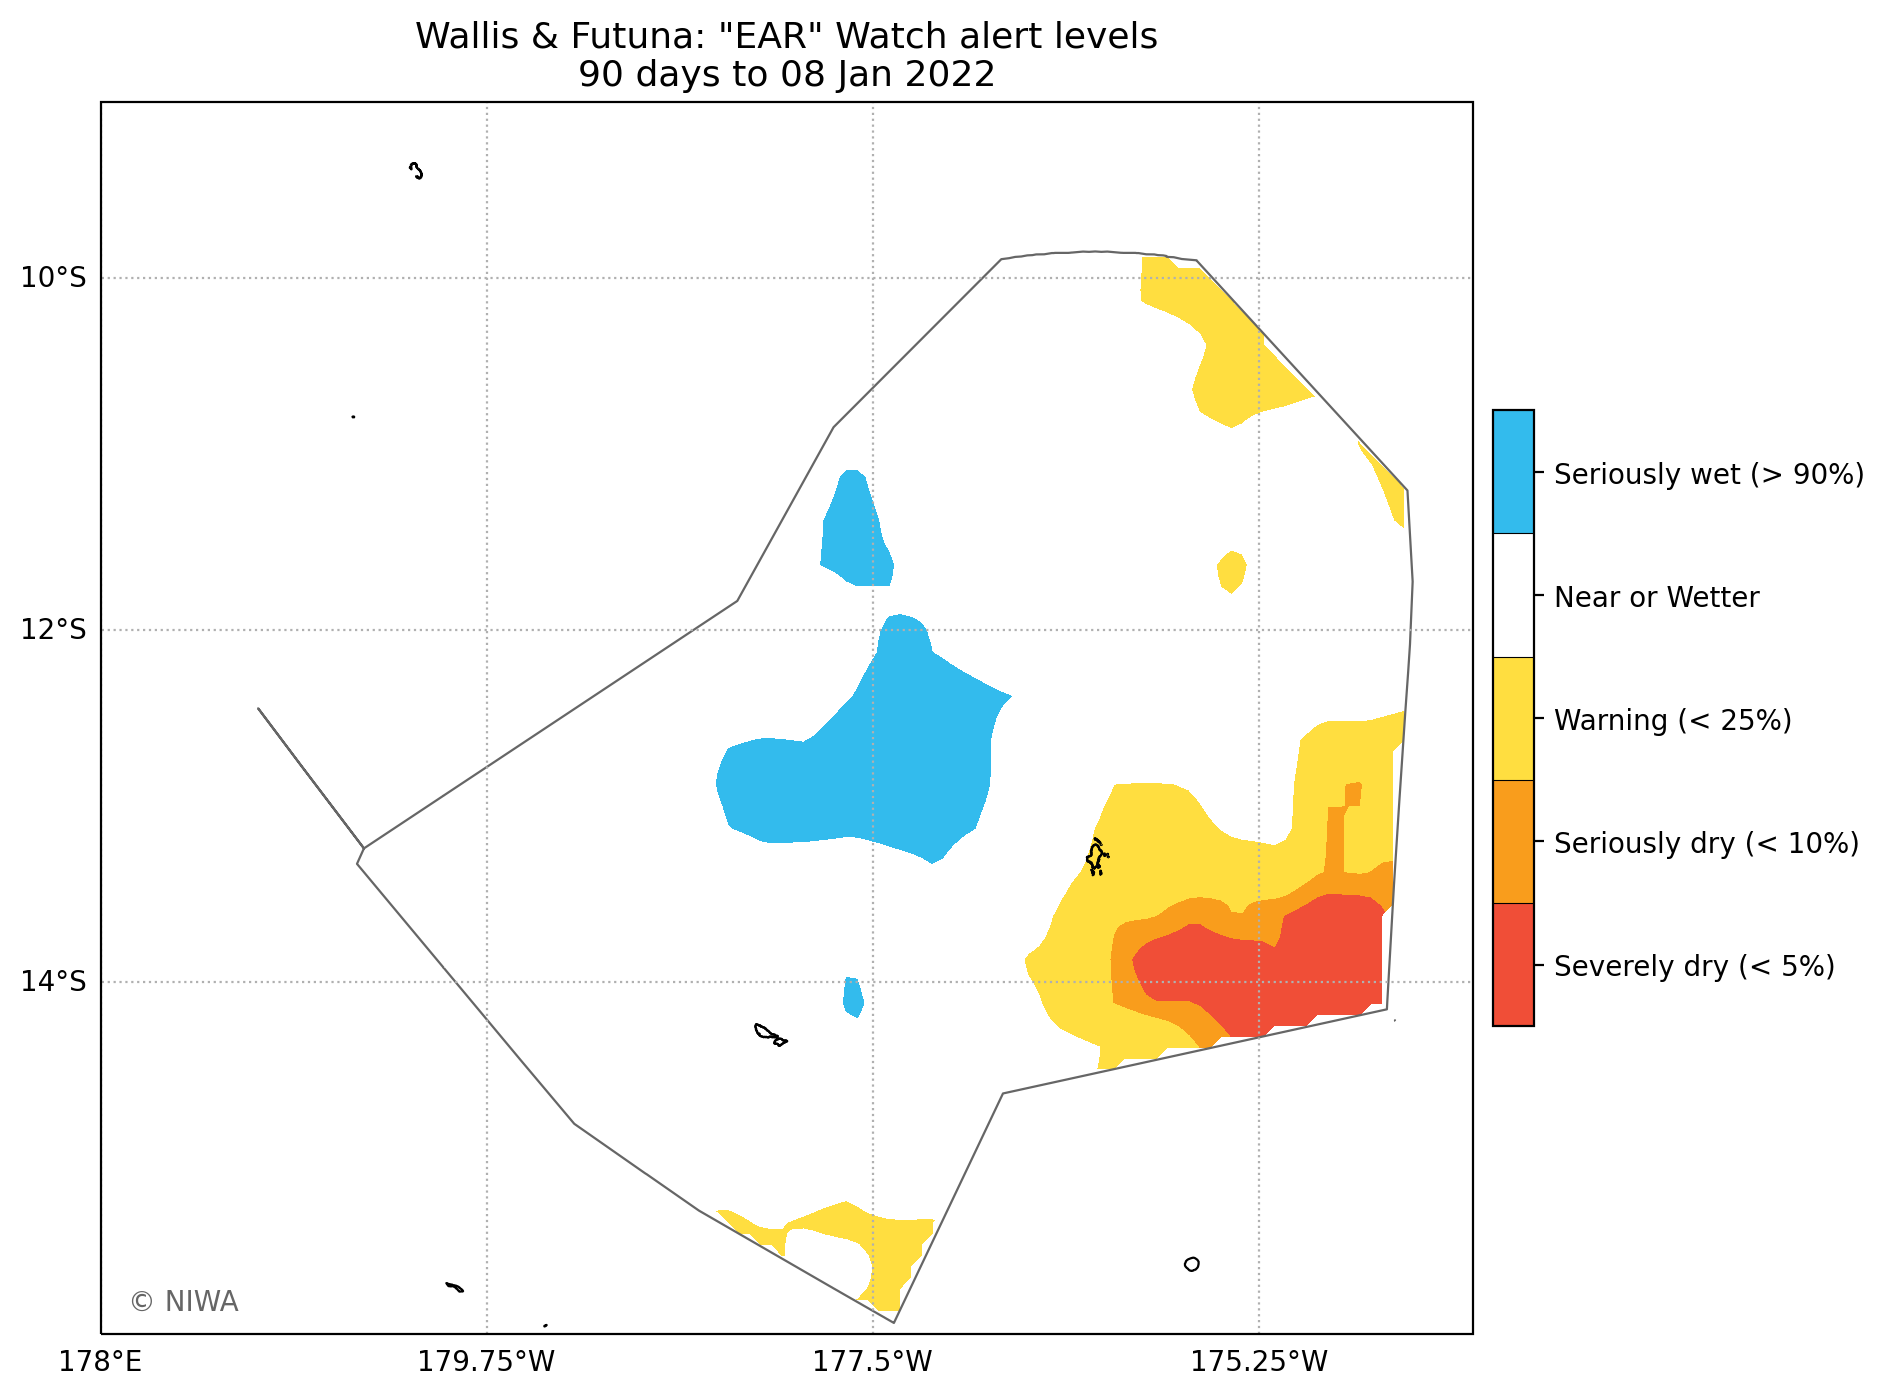 Wallis & Futuna: "EAR" Watch alert levels
90 days to 08 Jan 2022
10°S
12°S
14°S
178°E
179.75°W
177.5°W
175.25°W
Seriously wet (> 90%)
Near or Wetter
Warning (< 25%)
Seriously dry (< 10%)
Severely dry (< 5%)
© NIWA